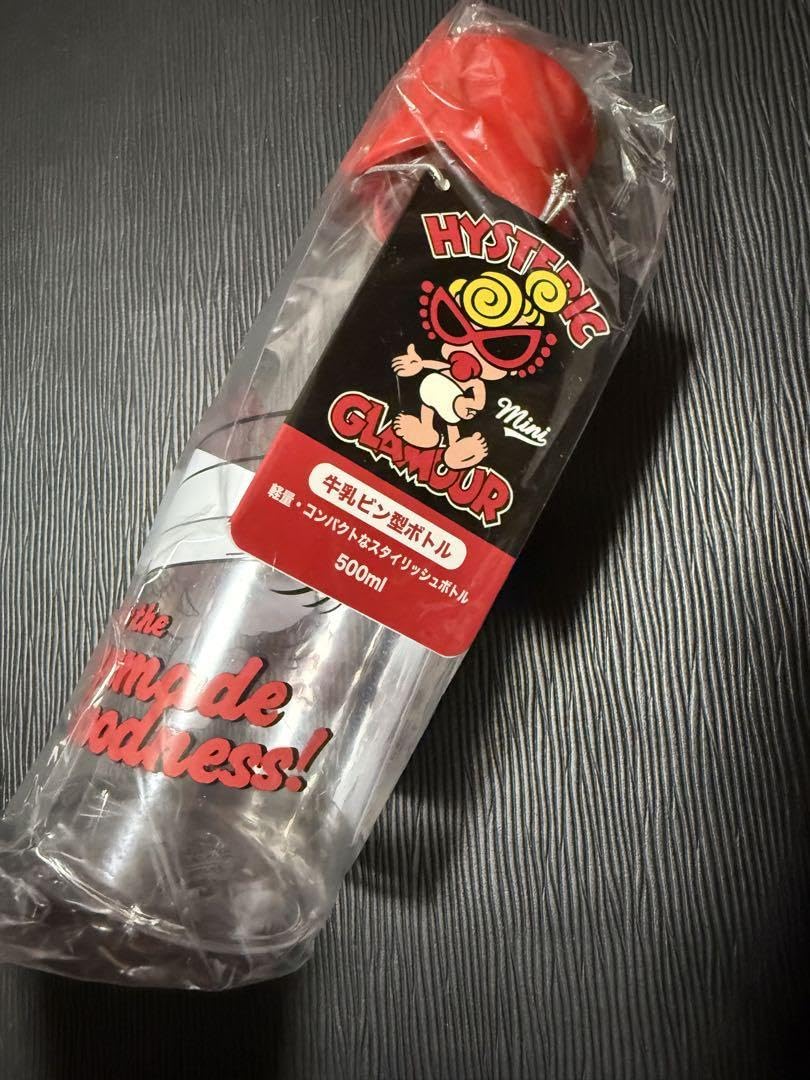 HYSTERIC
Mini
GLAMOUR
牛乳ビン型ボトル
軽量・コンパクトなスタイリッシュボトル
500ml
the
made
ness!